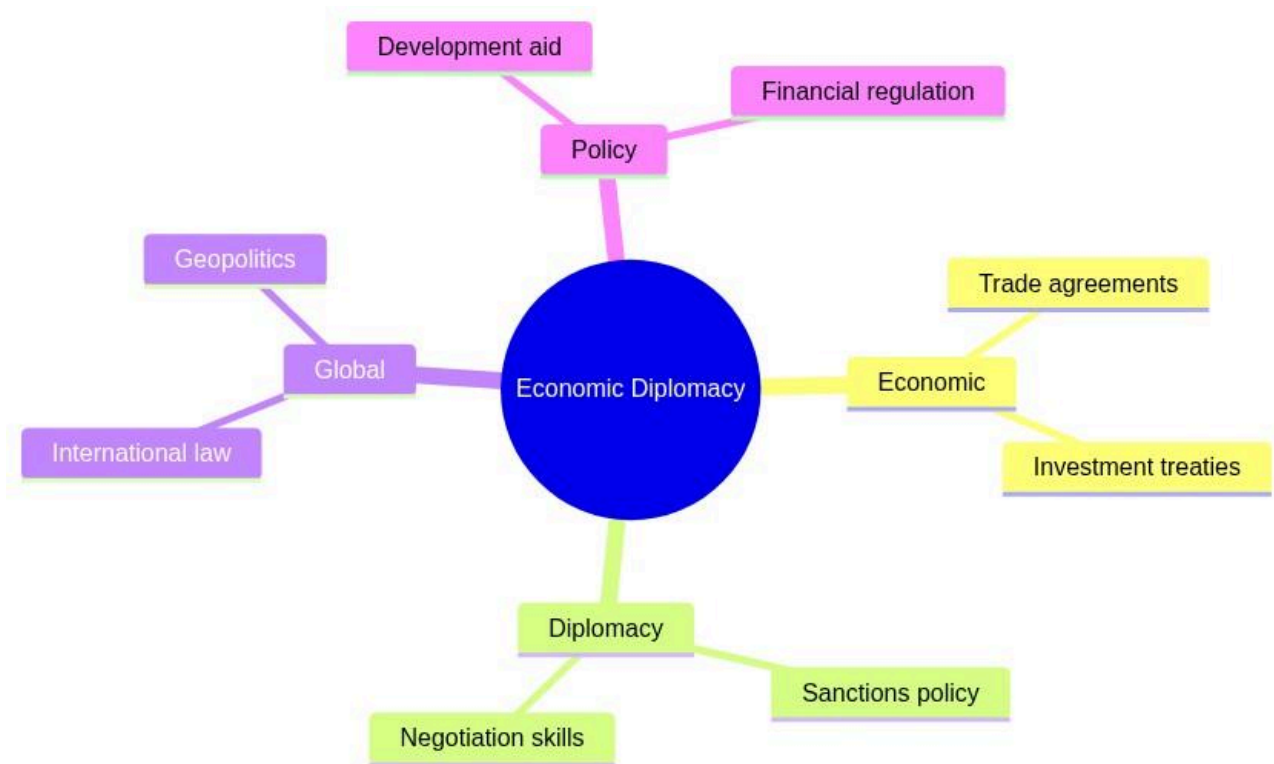 Development aid
Financial regulation
Policy
Geopolitics
Trade agreements
Global
Economic Diplomacy
Economic
International law
Investment treaties
Diplomacy
Sanctions policy
Negotiation skills